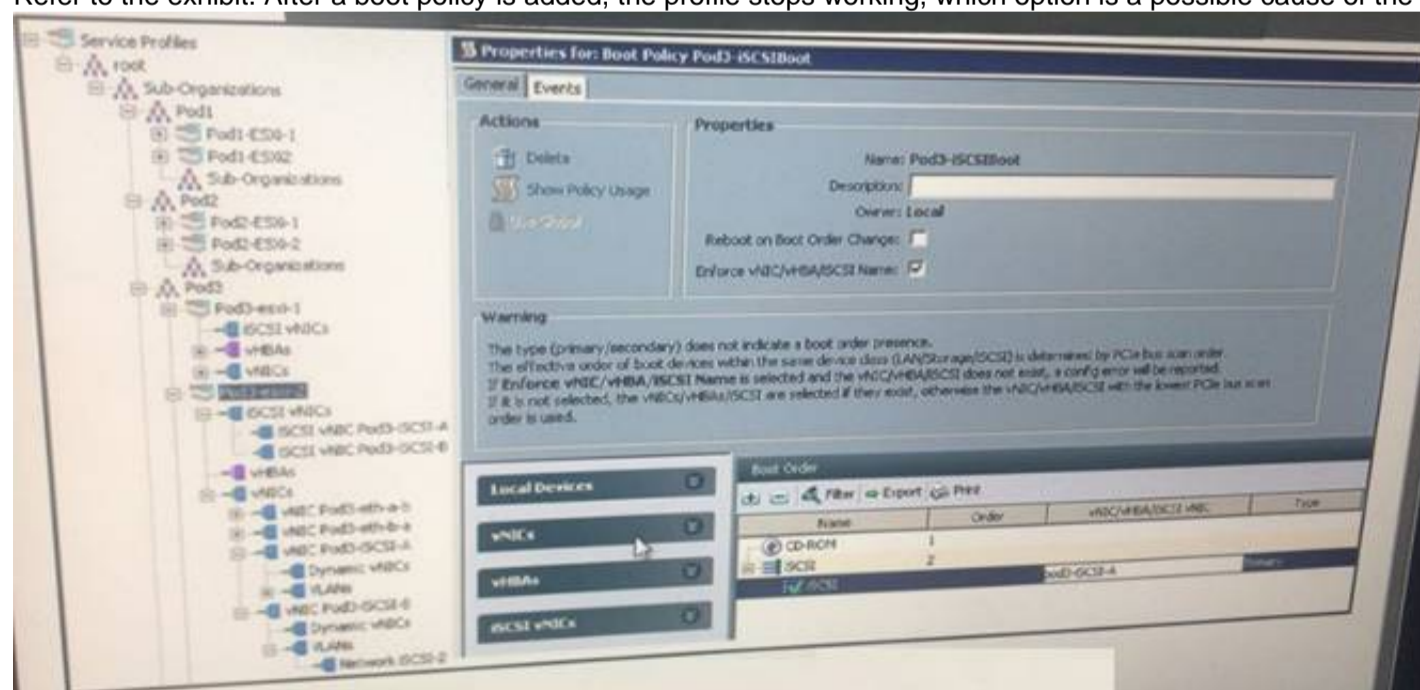 Refer to the exhibit. After a boot policy is added, the profile stops working, which option is a possible cause of the
Service Profiles
root
Sub-Organizations
Pod1
Pod1-ESXi-1
Pod1-ESXi2
Sub-Organizations
Pod2
Pod2-ESXi-1
Pod2-ESXi-2
Sub-Organizations
Pod3
Pod3-esxi-1
iSCSI vNICs
vHBAs
vNICs
iSCSI vNICs
iSCSI vNIC Pod3-iSCSI-A
iSCSI vNIC Pod3-iSCSI-B
vHBAs
vNICs
vNIC Pod3-eth-a-b
vNIC Pod3-eth-b-a
vNIC Pod3-iSCSI-A
Dynamic vNICs
VLANs
vNIC Pod3-iSCSI-B
Dynamic vNICs
VLANs
Network iSCSI-2
Properties for: Boot Policy Pod3-iSCSIBoot
General Events
Actions
Delete
Show Policy Usage
Use Global
Properties
Name: Pod3-iSCSIBoot
Description:
Owner: Local
Reboot on Boot Order Change:
Enforce vNIC/vHBA/iSCSI Name:
Warning
The type (primary/secondary) does not indicate a boot order presence.
The effective order of boot devices within the same device class (LAN/Storage/iSCSI) is determined by PCIe bus scan order.
If Enforce vNIC/vHBA/iSCSI Name is selected and the vNIC/vHBA/iSCSI does not exist, a config error will be reported.
If it is not selected, the vNICs/vHBAs/iSCSI are selected if they exist, otherwise the vNIC/vHBA/iSCSI with the lowest PCIe bus scan
order is used.
Local Devices
vNICs
vHBAs
iSCSI vNICs
Boot Order
Filter Export Print
Name Order vNIC/vHBA/iSCSI vNIC Type
CD-ROM 1
iSCSI 2
iSCSI pod3-iSCSI-A Primary